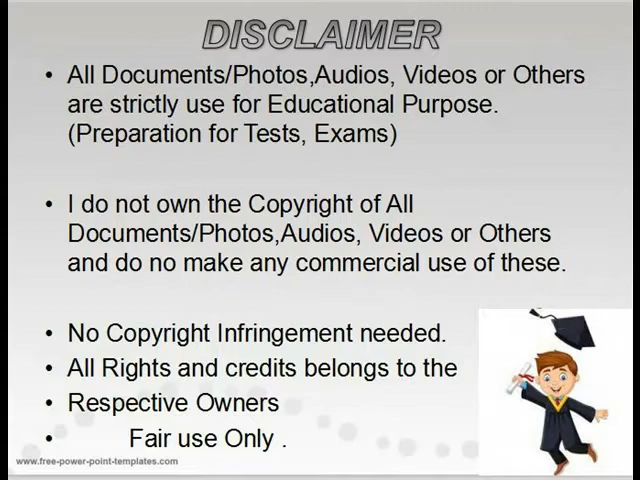 DISCLAIMER
• All Documents/Photos,Audios, Videos or Others
are strictly use for Educational Purpose.
(Preparation for Tests, Exams)
• I do not own the Copyright of All
Documents/Photos,Audios, Videos or Others
and do no make any commercial use of these.
• No Copyright Infringement needed.
• All Rights and credits belongs to the
• Respective Owners
• Fair use Only .
www.free-power-point-templates.com